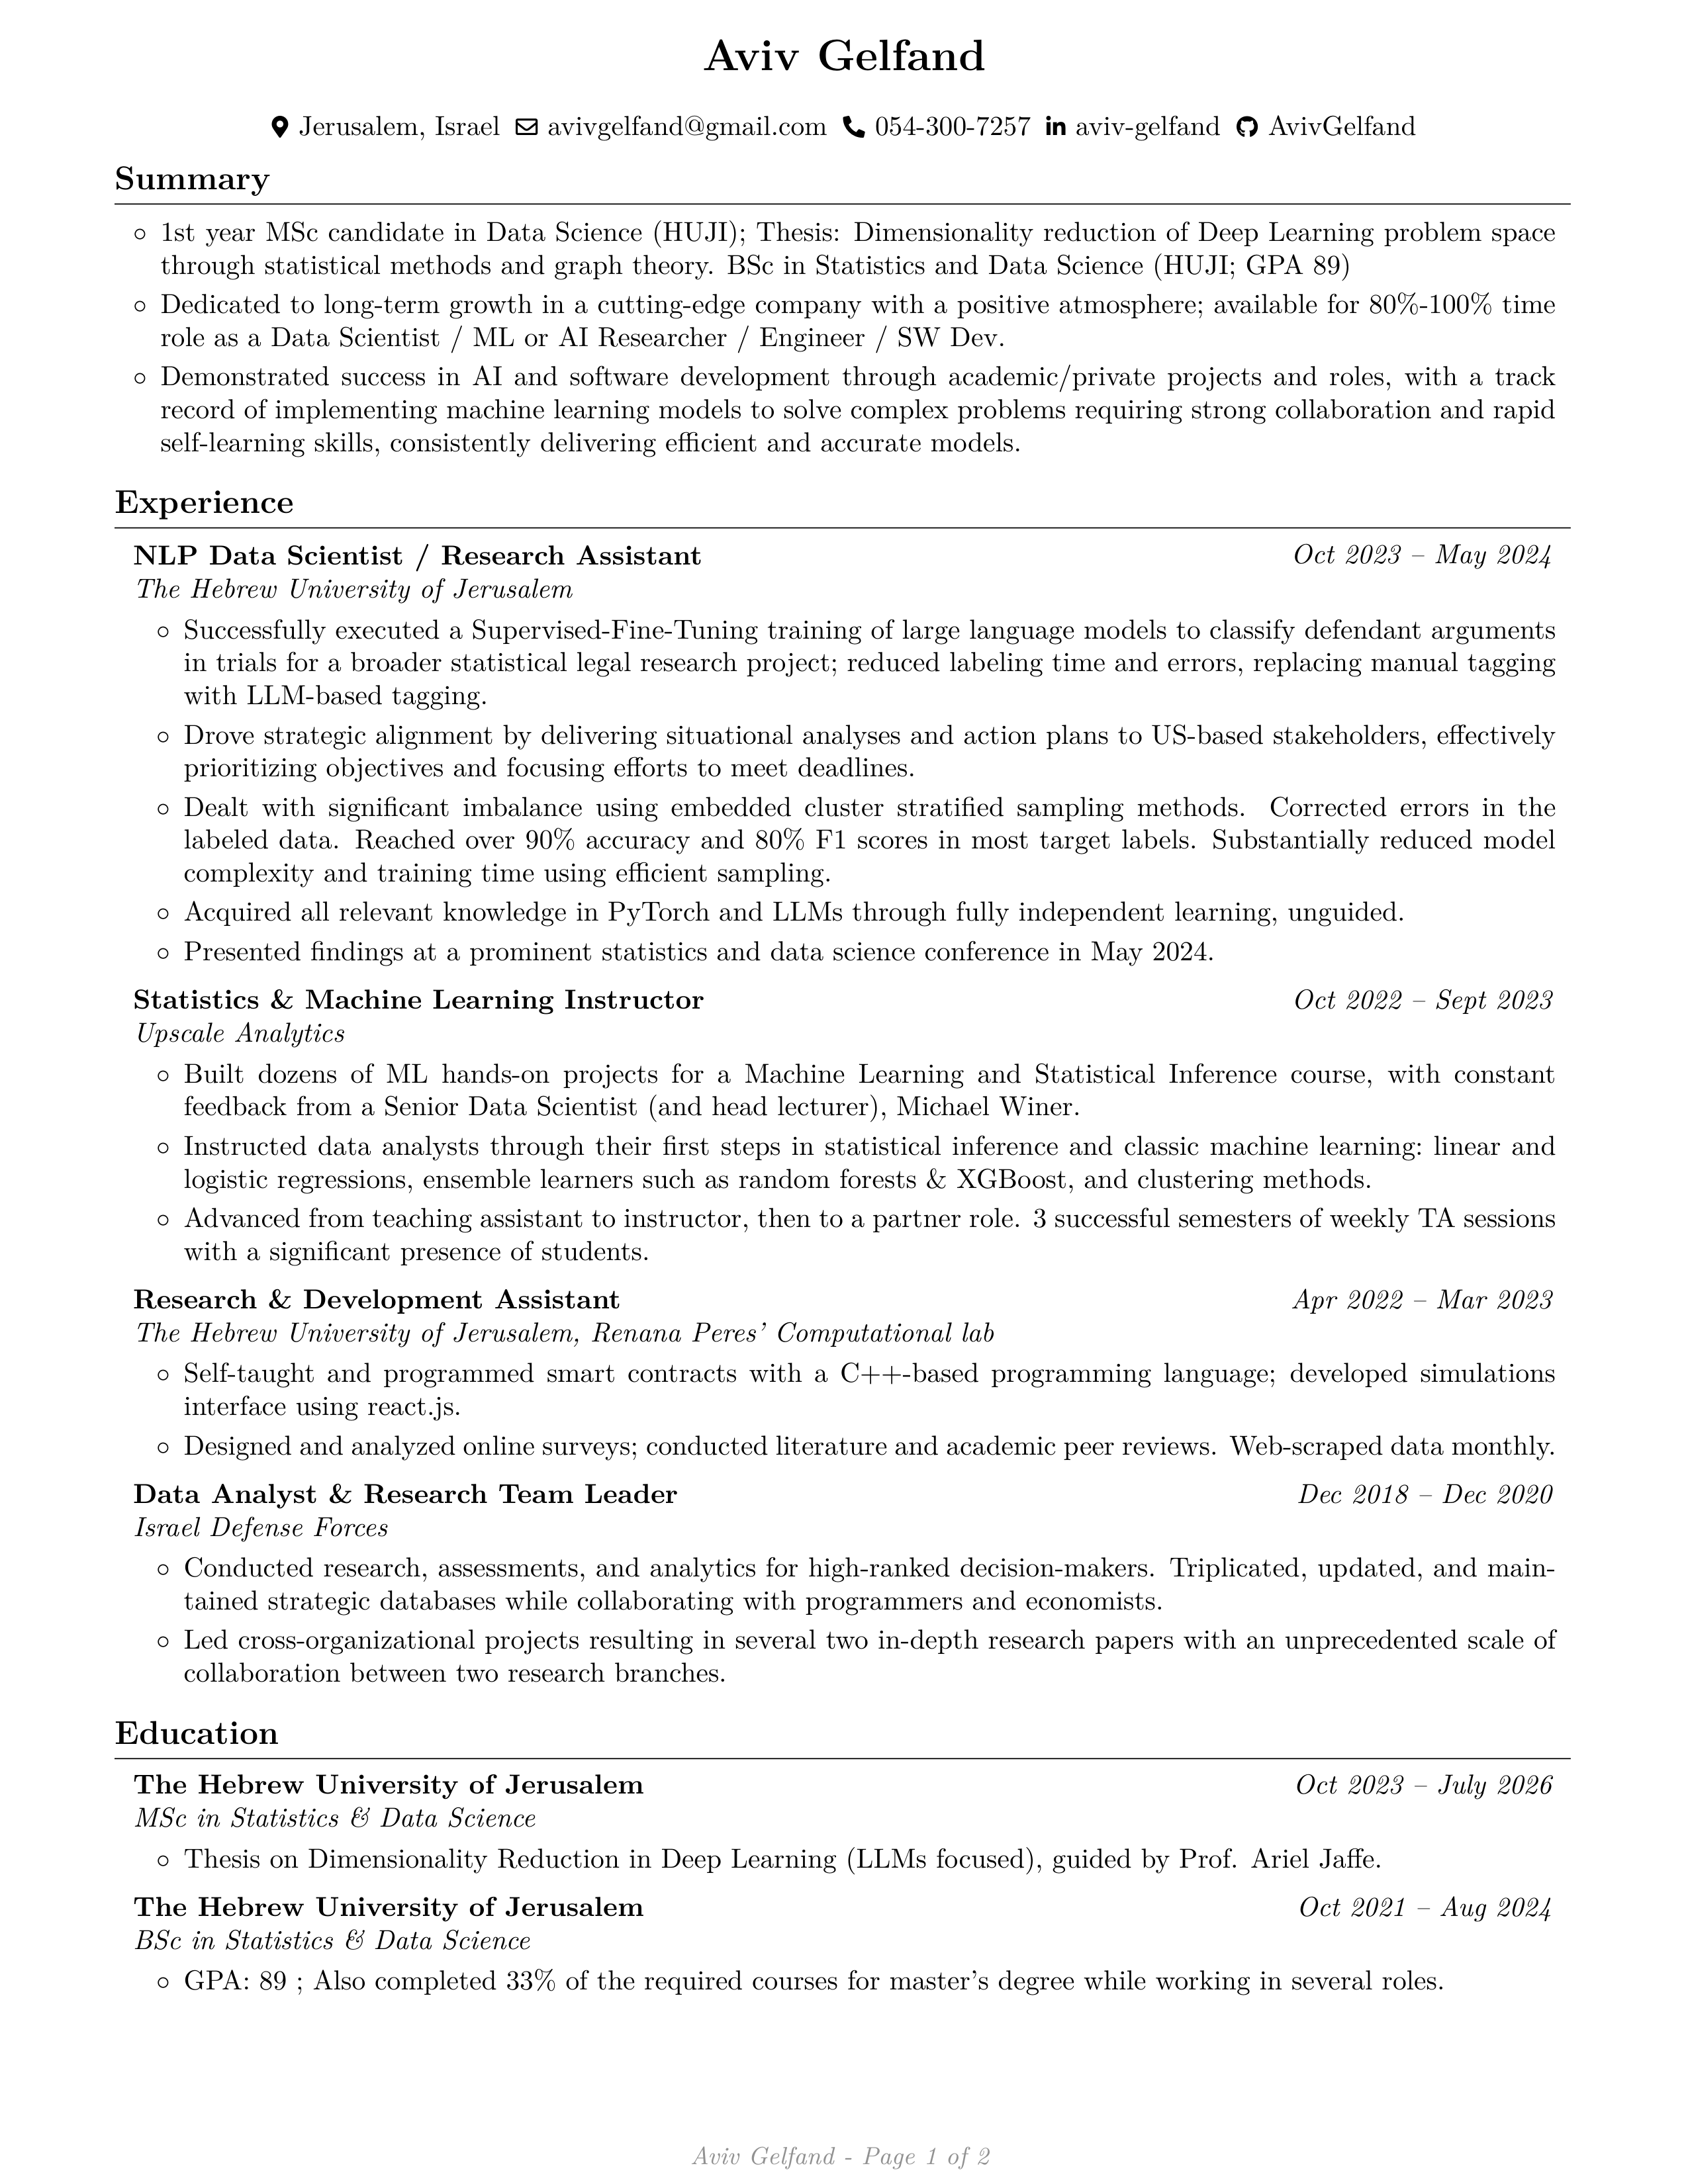 Aviv Gelfand
Jerusalem, Israel avivgelfand@gmail.com 054-300-7257 aviv-gelfand AvivGelfand
Summary
○ 1st year MSc candidate in Data Science (HUJI); Thesis: Dimensionality reduction of Deep Learning problem space
through statistical methods and graph theory. BSc in Statistics and Data Science (HUJI; GPA 89)
○ Dedicated to long-term growth in a cutting-edge company with a positive atmosphere; available for 80%-100% time
role as a Data Scientist / ML or AI Researcher / Engineer / SW Dev.
○ Demonstrated success in AI and software development through academic/private projects and roles, with a track
record of implementing machine learning models to solve complex problems requiring strong collaboration and rapid
self-learning skills, consistently delivering efficient and accurate models.
Experience
NLP Data Scientist / Research Assistant Oct 2023 – May 2024
The Hebrew University of Jerusalem
○ Successfully executed a Supervised-Fine-Tuning training of large language models to classify defendant arguments
in trials for a broader statistical legal research project; reduced labeling time and errors, replacing manual tagging
with LLM-based tagging.
○ Drove strategic alignment by delivering situational analyses and action plans to US-based stakeholders, effectively
prioritizing objectives and focusing efforts to meet deadlines.
○ Dealt with significant imbalance using embedded cluster stratified sampling methods. Corrected errors in the
labeled data. Reached over 90% accuracy and 80% F1 scores in most target labels. Substantially reduced model
complexity and training time using efficient sampling.
○ Acquired all relevant knowledge in PyTorch and LLMs through fully independent learning, unguided.
○ Presented findings at a prominent statistics and data science conference in May 2024.
Statistics & Machine Learning Instructor Oct 2022 – Sept 2023
Upscale Analytics
○ Built dozens of ML hands-on projects for a Machine Learning and Statistical Inference course, with constant
feedback from a Senior Data Scientist (and head lecturer), Michael Winer.
○ Instructed data analysts through their first steps in statistical inference and classic machine learning: linear and
logistic regressions, ensemble learners such as random forests & XGBoost, and clustering methods.
○ Advanced from teaching assistant to instructor, then to a partner role. 3 successful semesters of weekly TA sessions
with a significant presence of students.
Research & Development Assistant Apr 2022 – Mar 2023
The Hebrew University of Jerusalem, Renana Peres' Computational lab
○ Self-taught and programmed smart contracts with a C++-based programming language; developed simulations
interface using react.js.
○ Designed and analyzed online surveys; conducted literature and academic peer reviews. Web-scraped data monthly.
Data Analyst & Research Team Leader Dec 2018 – Dec 2020
Israel Defense Forces
○ Conducted research, assessments, and analytics for high-ranked decision-makers. Triplicated, updated, and main-
tained strategic databases while collaborating with programmers and economists.
○ Led cross-organizational projects resulting in several two in-depth research papers with an unprecedented scale of
collaboration between two research branches.
Education
The Hebrew University of Jerusalem Oct 2023 – July 2026
MSc in Statistics & Data Science
○ Thesis on Dimensionality Reduction in Deep Learning (LLMs focused), guided by Prof. Ariel Jaffe.
The Hebrew University of Jerusalem Oct 2021 – Aug 2024
BSc in Statistics & Data Science
○ GPA: 89 ; Also completed 33% of the required courses for master's degree while working in several roles.
Aviv Gelfand - Page 1 of 2